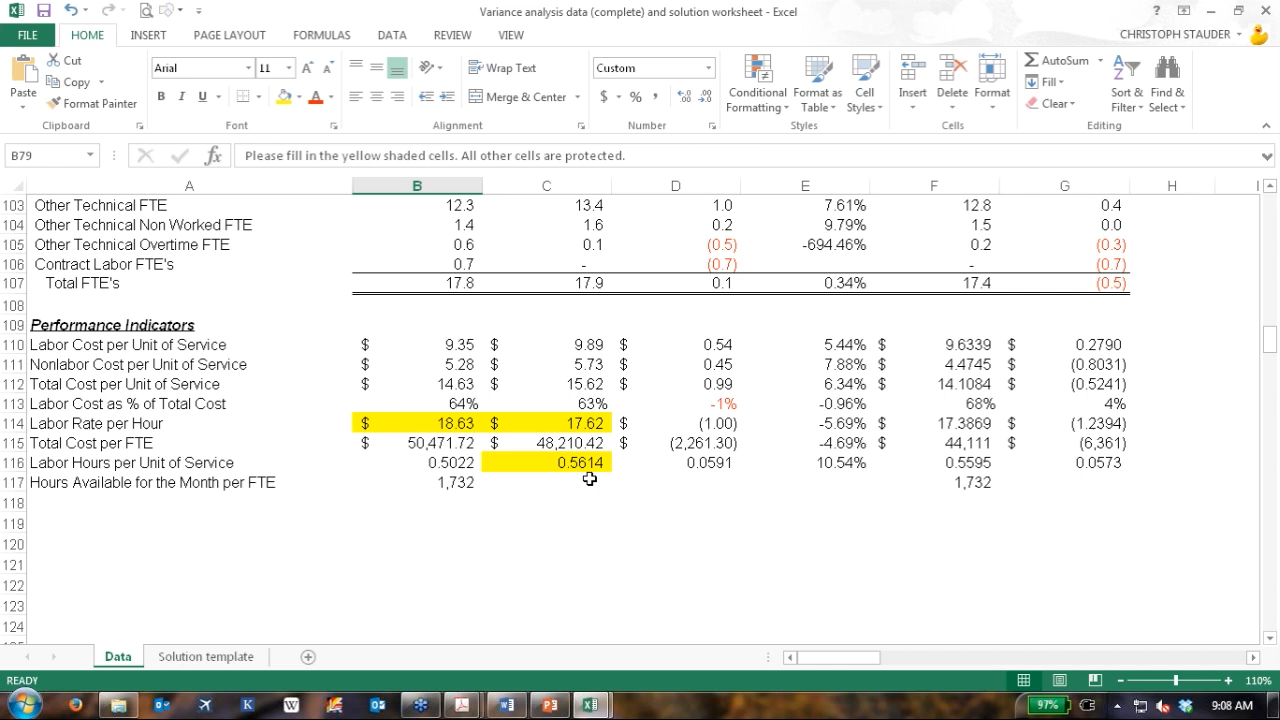 Variance analysis data (complete) and solution worksheet - Excel
FILE HOME INSERT PAGE LAYOUT FORMULAS DATA REVIEW VIEW CHRISTOPH STAUDER
Cut
Copy
Format Painter
Paste
Clipboard
Arial 11
B I U
Font
Wrap Text
Merge & Center
Alignment
Custom
$ % ,
Number
Conditional Formatting
Format as Table
Cell Styles
Styles
Insert
Delete
Format
Cells
AutoSum
Fill
Clear
Sort & Filter
Find & Select
Editing
B79 fx Please fill in the yellow shaded cells. All other cells are protected.
A B C D E F G H I
103 Other Technical FTE 12.3 13.4 1.0 7.61% 12.8 0.4
104 Other Technical Non Worked FTE 1.4 1.6 0.2 9.79% 1.5 0.0
105 Other Technical Overtime FTE 0.6 0.1 (0.5) -694.46% 0.2 (0.3)
106 Contract Labor FTE's 0.7 - (0.7) - (0.7)
107 Total FTE's 17.8 17.9 0.1 0.34% 17.4 (0.5)
108
109 Performance Indicators
110 Labor Cost per Unit of Service $ 9.35 $ 9.89 $ 0.54 5.44% $ 9.6339 $ 0.2790
111 Nonlabor Cost per Unit of Service $ 5.28 $ 5.73 $ 0.45 7.88% $ 4.4745 $ (0.8031)
112 Total Cost per Unit of Service $ 14.63 $ 15.62 $ 0.99 6.34% $ 14.1084 $ (0.5241)
113 Labor Cost as % of Total Cost 64% 63% -1% -0.96% 68% 4%
114 Labor Rate per Hour $ 18.63 $ 17.62 $ (1.00) -5.69% $ 17.3869 $ (1.2394)
115 Total Cost per FTE $ 50,471.72 $ 48,210.42 $ (2,261.30) -4.69% $ 44,111 $ (6,361)
116 Labor Hours per Unit of Service 0.5022 0.5614 0.0591 10.54% 0.5595 0.0573
117 Hours Available for the Month per FTE 1,732 1,732
118
119
120
121
122
123
124
Data Solution template
READY 110%
97% 9:08 AM